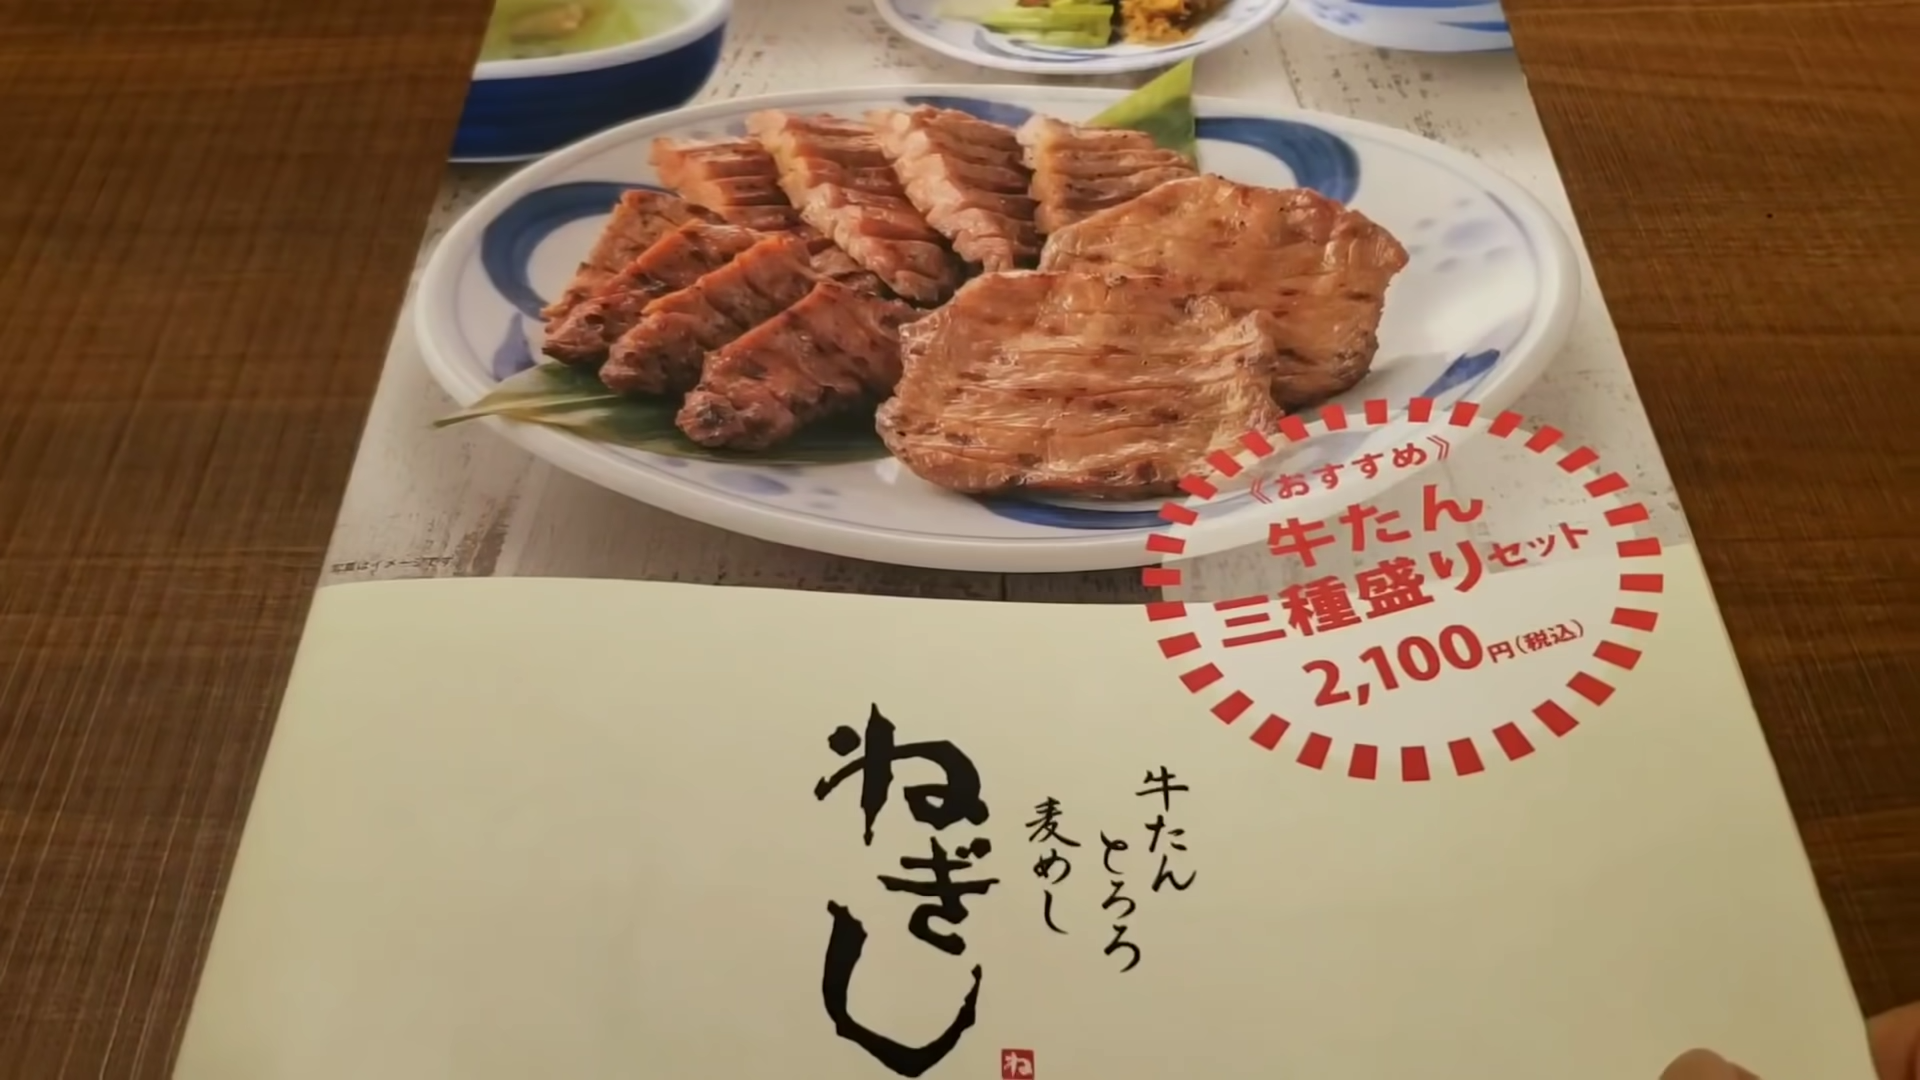 《おすすめ》
牛たん
三種盛りセット
2,100円(税込)
牛たん
とろろ
麦めし
ねぎし
ね